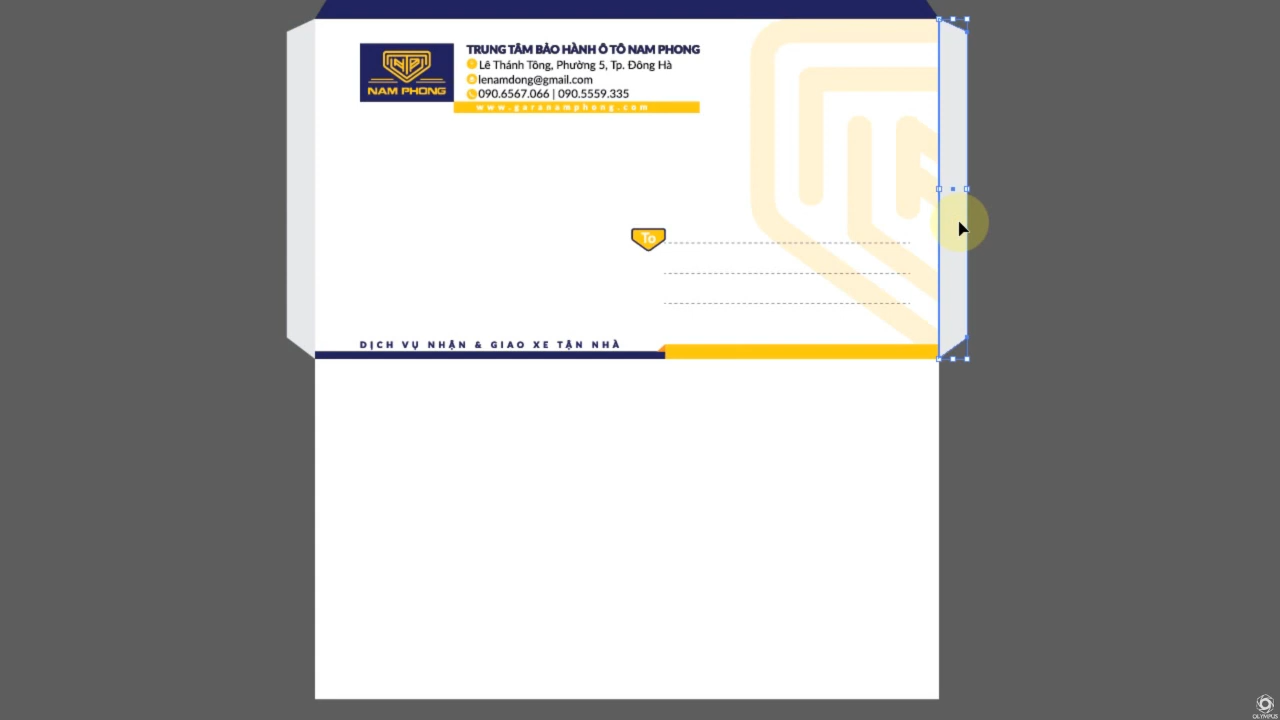 TRUNG TÂM BẢO HÀNH Ô TÔ NAM PHONG
Lê Thánh Tông, Phường 5, Tp. Đông Hà
lenamdong@gmail.com
NAM PHONG
090.6567.066 | 090.5559.335
www.garanamphong.com
To
DỊCH VỤ NHẬN & GIAO XE TẬN NHÀ
OLYMPUS